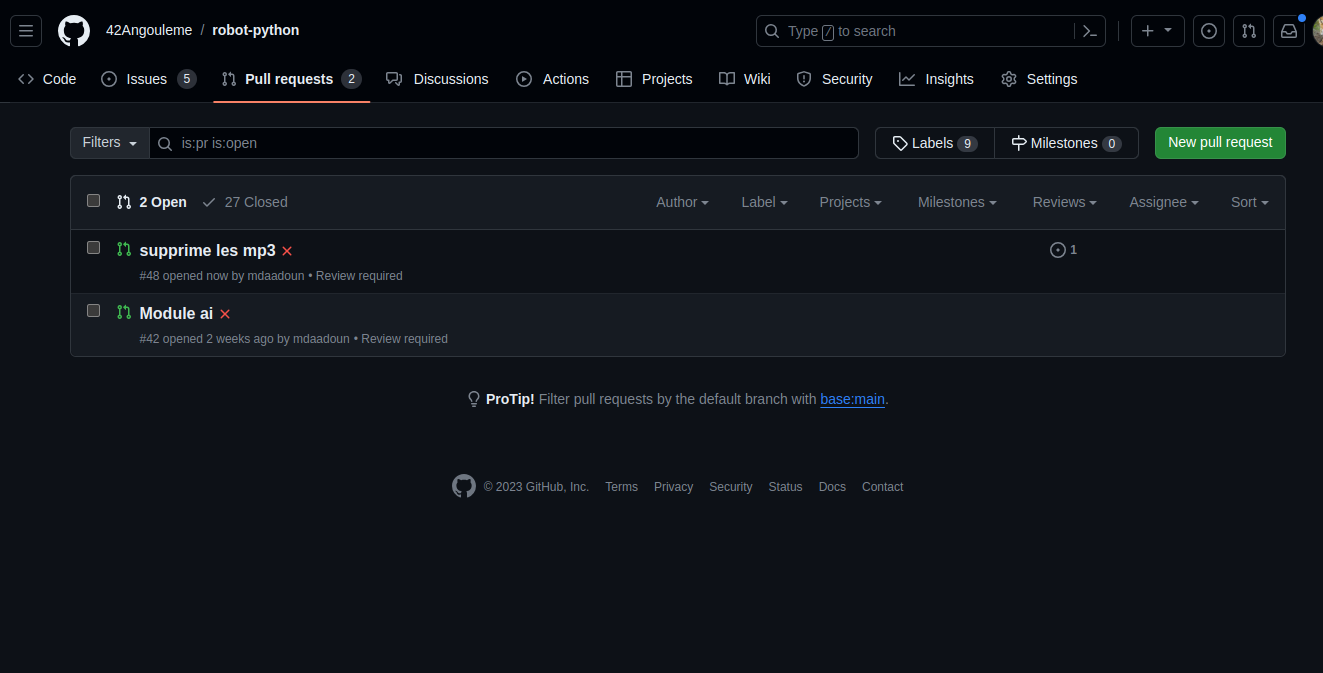 42Angouleme / robot-python
Type / to search
Code Issues 5 Pull requests 2 Discussions Actions Projects Wiki Security Insights Settings
Filters is:pr is:open Labels 9 Milestones 0 New pull request
2 Open 27 Closed Author Label Projects Milestones Reviews Assignee Sort
supprime les mp3 1
#48 opened now by mdaadoun • Review required
Module ai
#42 opened 2 weeks ago by mdaadoun • Review required
ProTip! Filter pull requests by the default branch with base:main.
© 2023 GitHub, Inc. Terms Privacy Security Status Docs Contact